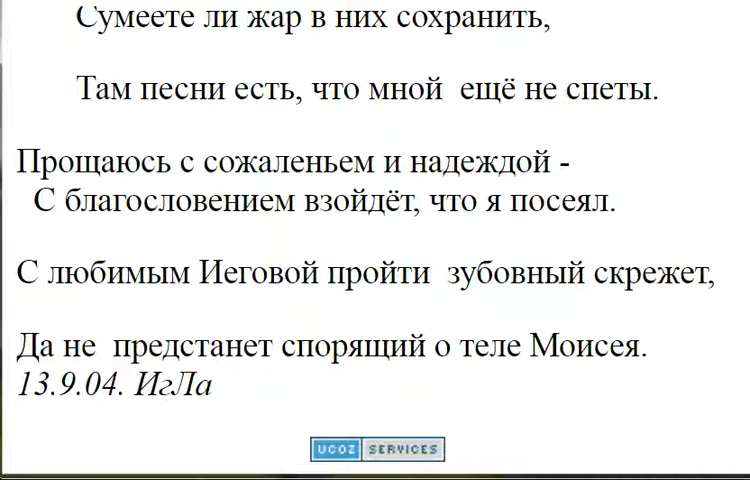 Сумеете ли жар в них сохранить,
Там песни есть, что мной ещё не спеты.
Прощаюсь с сожаленьем и надеждой -
С благословением взойдёт, что я посеял.
С любимым Иеговой пройти зубовный скрежет,
Да не предстанет спорящий о теле Моисея.
13.9.04. ИгЛа
UCOZ SERVICES